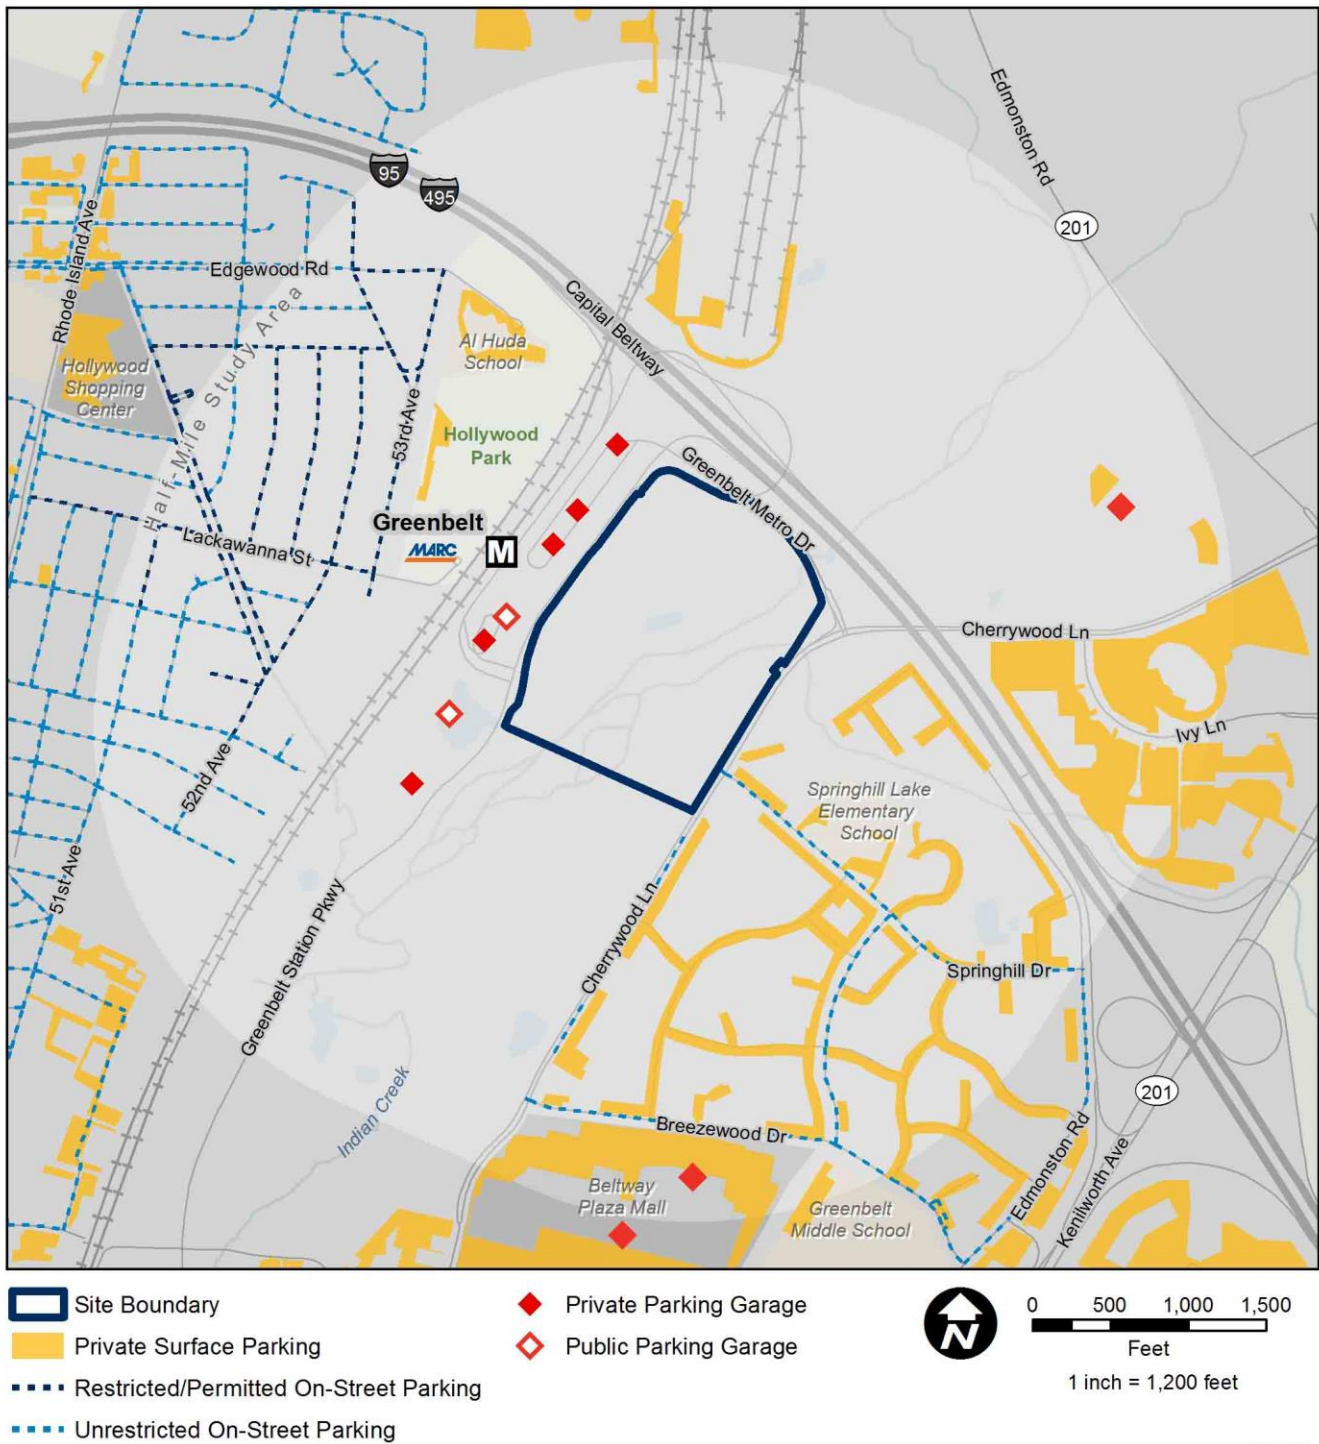 Edmonston Rd
95
495
201
Rhode Island Ave
Edgewood Rd
Capital Beltway
Half-Mile Study Area
Al Huda
School
Hollywood
Shopping
Center
53rd Ave
Hollywood
Park
Greenbelt Metro Dr
Greenbelt
MARC
M
Lackawanna St
Cherrywood Ln
Ivy Ln
52nd Ave
Springhill Lake
Elementary
School
51st Ave
Cherrywood Ln
Greenbelt Station Pkwy
Springhill Dr
Indian Creek
201
Breezewood Dr
Edmonston Rd
Kenilworth Ave
Beltway
Plaza Mall
Greenbelt
Middle School
Site Boundary
Private Surface Parking
Restricted/Permitted On-Street Parking
Unrestricted On-Street Parking
Private Parking Garage
Public Parking Garage
N
0 500 1,000 1,500
Feet
1 inch = 1,200 feet